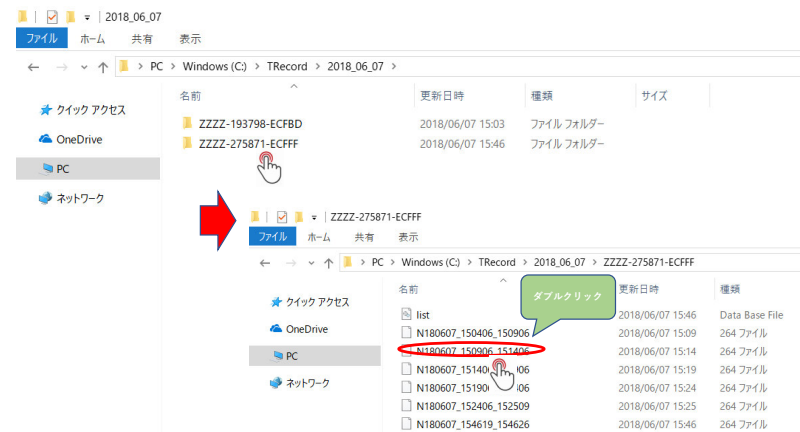 2018_06_07
ファイル ホーム 共有 表示
PC > Windows (C:) > TRecord > 2018_06_07 >
名前 更新日時 種類 サイズ
クイック アクセス
OneDrive
PC
ネットワーク
ZZZZ-193798-ECFBD 2018/06/07 15:03 ファイル フォルダー
ZZZZ-275871-ECFFF 2018/06/07 15:46 ファイル フォルダー
ZZZZ-275871-ECFFF
ファイル ホーム 共有 表示
PC > Windows (C:) > TRecord > 2018_06_07 > ZZZZ-275871-ECFFF
名前 更新日時 種類
ダブルクリック
クイック アクセス
OneDrive
PC
ネットワーク
list 2018/06/07 15:46 Data Base File
N180607_150406_150906 2018/06/07 15:09 264 ファイル
N180607_150906_151406 2018/06/07 15:14 264 ファイル
N180607_15140 06 2018/06/07 15:19 264 ファイル
N180607_1519 06 2018/06/07 15:24 264 ファイル
N180607_152406_152509 2018/06/07 15:25 264 ファイル
N180607_154619_154626 2018/06/07 15:46 264 ファイル